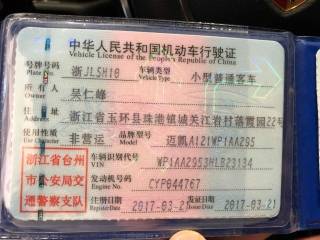 中华人民共和国机动车行驶证
Vehicle License of the People's Republic of China
号牌号码 浙JL5H16 车辆类型 小型普通客车
Plate No. Vehicle Type
所有人 吴仁峰
Owner
住址 浙江省玉环县珠港镇城关江岩村落霞园22号
Address
使用性质 非营运 品牌型号 迈凯A121WP1AA295
Use Character Model
浙江省台州 车辆识别代号 WP1AA2953HLB23134
VIN
市公安局交 发动机号码 CYP044767
Engine No.
通警察支队 注册日期 2017-03-2 发证日期 2017-03-21
Register Date Issue Date